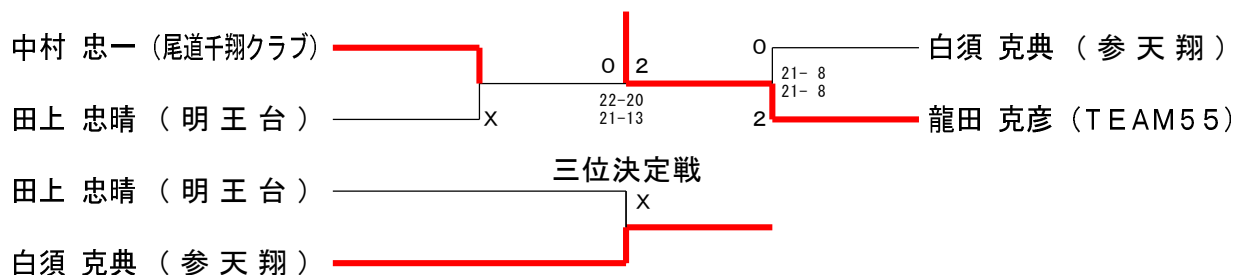 中村 忠一 (尾道千翔クラブ)
田上 忠晴 ( 明 王 台 )
X
0 2
22-20
21-13
0
21- 8
21- 8
2
白須 克典 ( 参 天 翔 )
龍田 克彦 (TEAM55)
三位決定戦
田上 忠晴 ( 明 王 台 )
X
白須 克典 ( 参 天 翔 )